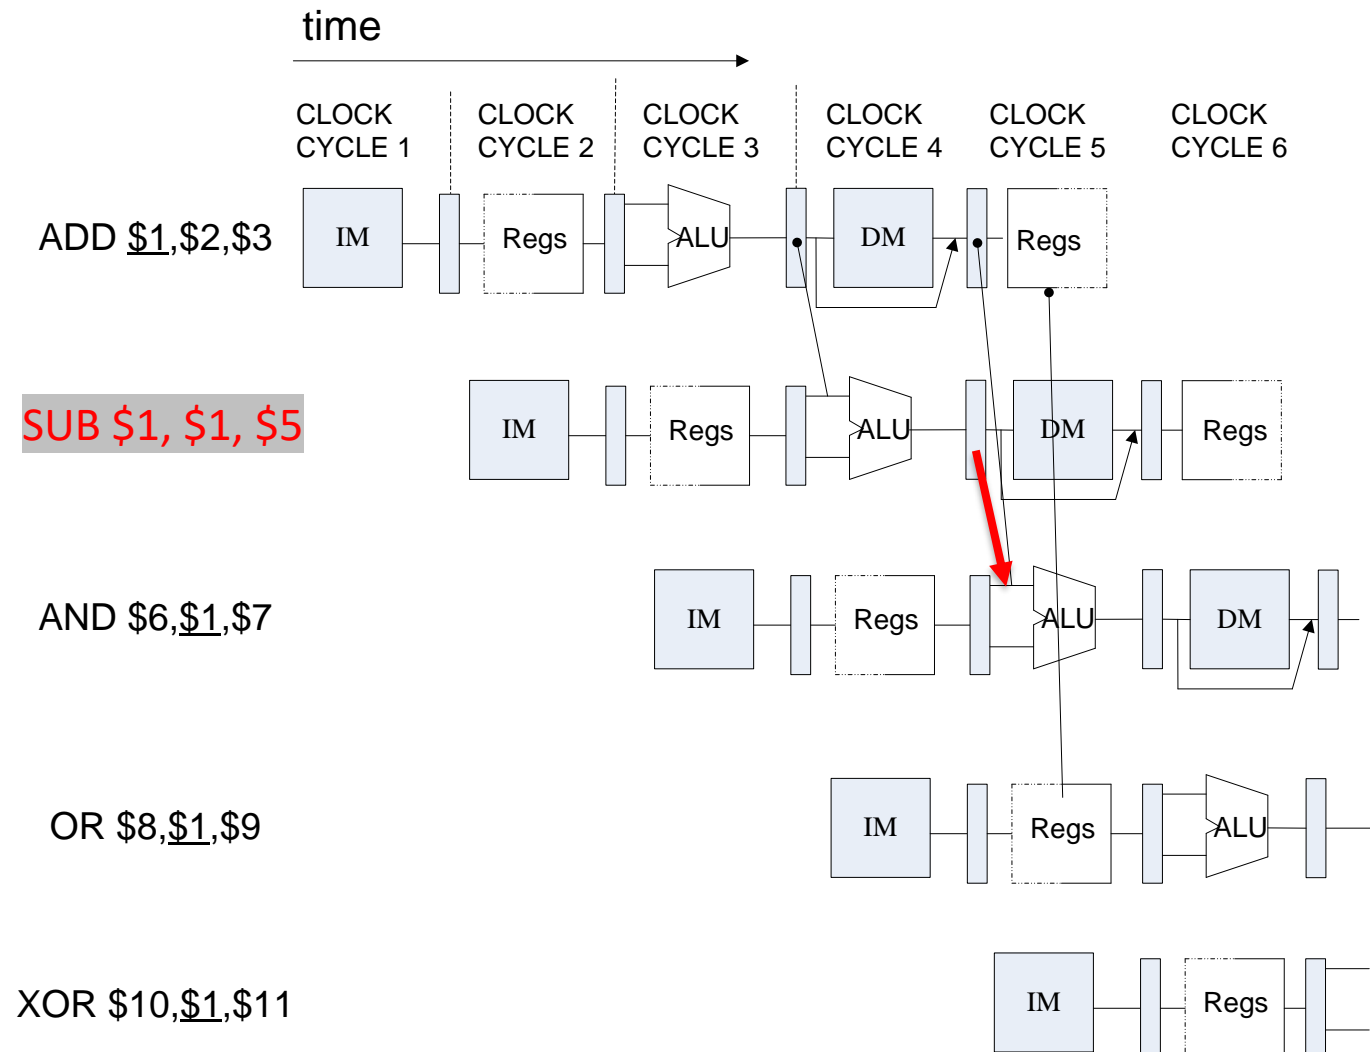 time
CLOCK CYCLE 1
CLOCK CYCLE 2
CLOCK CYCLE 3
CLOCK CYCLE 4
CLOCK CYCLE 5
CLOCK CYCLE 6
ADD $1,$2,$3 IM Regs ALU DM Regs
SUB $1, $1, $5 IM Regs ALU DM Regs
AND $6,$1,$7 IM Regs ALU DM
OR $8,$1,$9 IM Regs ALU
XOR $10,$1,$11 IM Regs